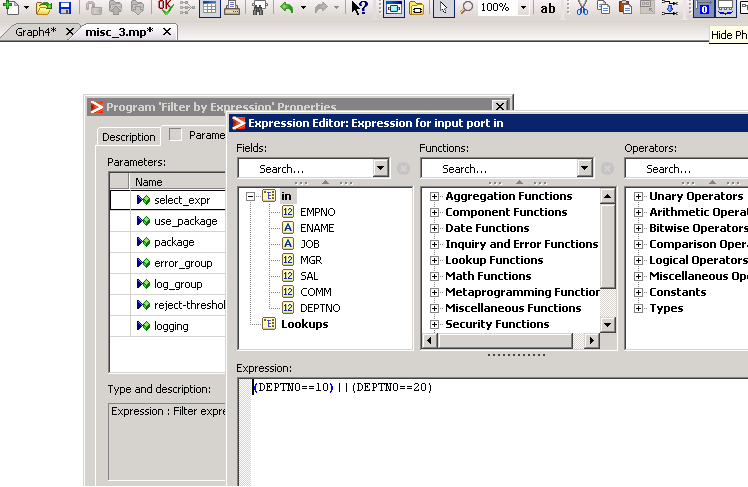 100%
ab
Graph4*
misc_3.mp*
Hide Ph
Program 'Filter by Expression' Properties
Description
Parame
Parameters:
Name
select_expr
use_package
package
error_group
log_group
reject-threshol
logging
Type and description:
Expression : Filter expre
Expression Editor: Expression for input port in
Fields:
Search...
in
EMPNO
ENAME
JOB
MGR
SAL
COMM
DEPTNO
Lookups
Functions:
Search...
Aggregation Functions
Component Functions
Date Functions
Inquiry and Error Functions
Lookup Functions
Math Functions
Metaprogramming Function
Miscellaneous Functions
Security Functions
Operators:
Search...
Unary Operators
Arithmetic Operat
Bitwise Operators
Comparison Opera
Logical Operators
Miscellaneous Ope
Constants
Types
Expression:
(DEPTNO==10)||(DEPTNO==20)